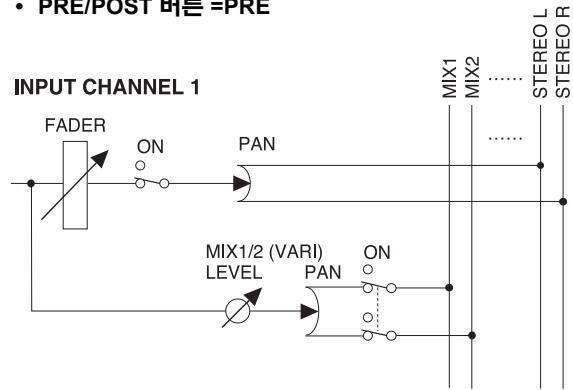 • PRE/POST 버튼 =PRE
INPUT CHANNEL 1
FADER
ON
PAN
MIX1
MIX2
......
STEREO L
STEREO R
......
MIX1/2 (VARI)
LEVEL
PAN
ON